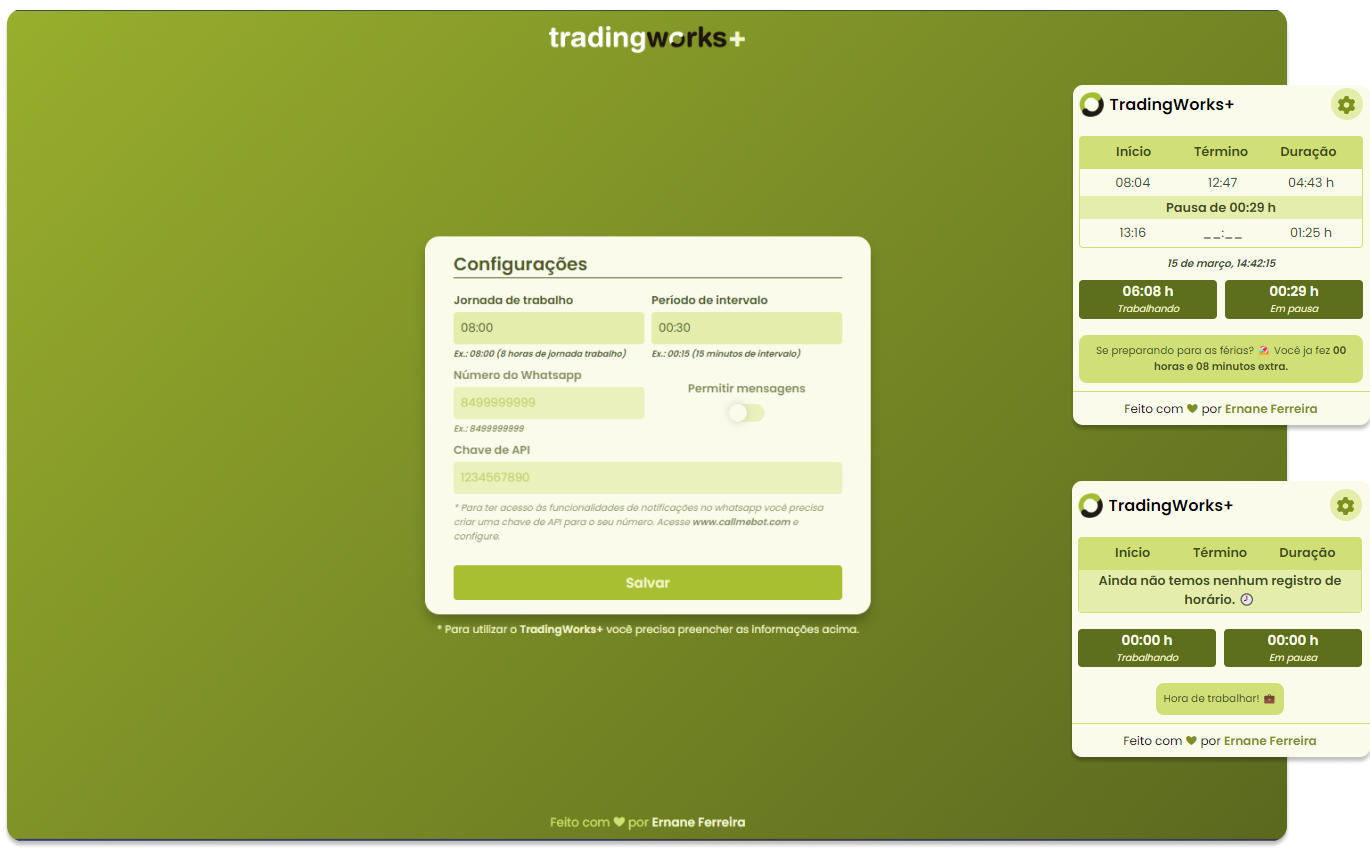 tradingworks+
Configurações
Jornada de trabalho Período de intervalo
08:00 00:30
Ex.: 08:00 (8 horas de jornada trabalho) Ex.: 00:15 (15 minutos de intervalo)
Número do Whatsapp Permitir mensagens
8499999999
Ex.: 8499999999
Chave de API
1234567890
* Para ter acesso às funcionalidades de notificações no whatsapp você precisa
criar uma chave de API para o seu número. Acesse www.callmebot.com e
configure.
Salvar
* Para utilizar o TradingWorks+ você precisa preencher as informações acima.
Feito com ❤ por Ernane Ferreira
TradingWorks+
Início Término Duração
08:04 12:47 04:43 h
Pausa de 00:29 h
13:16 __:__ 01:25 h
15 de março, 14:42:15
06:08 h 00:29 h
Trabalhando Em pausa
Se preparando para as férias? 🏖 Você ja fez 00
horas e 08 minutos extra.
Feito com ❤ por Ernane Ferreira
TradingWorks+
Início Término Duração
Ainda não temos nenhum registro de
horário. 🕗
00:00 h 00:00 h
Trabalhando Em pausa
Hora de trabalhar! 💼
Feito com ❤ por Ernane Ferreira